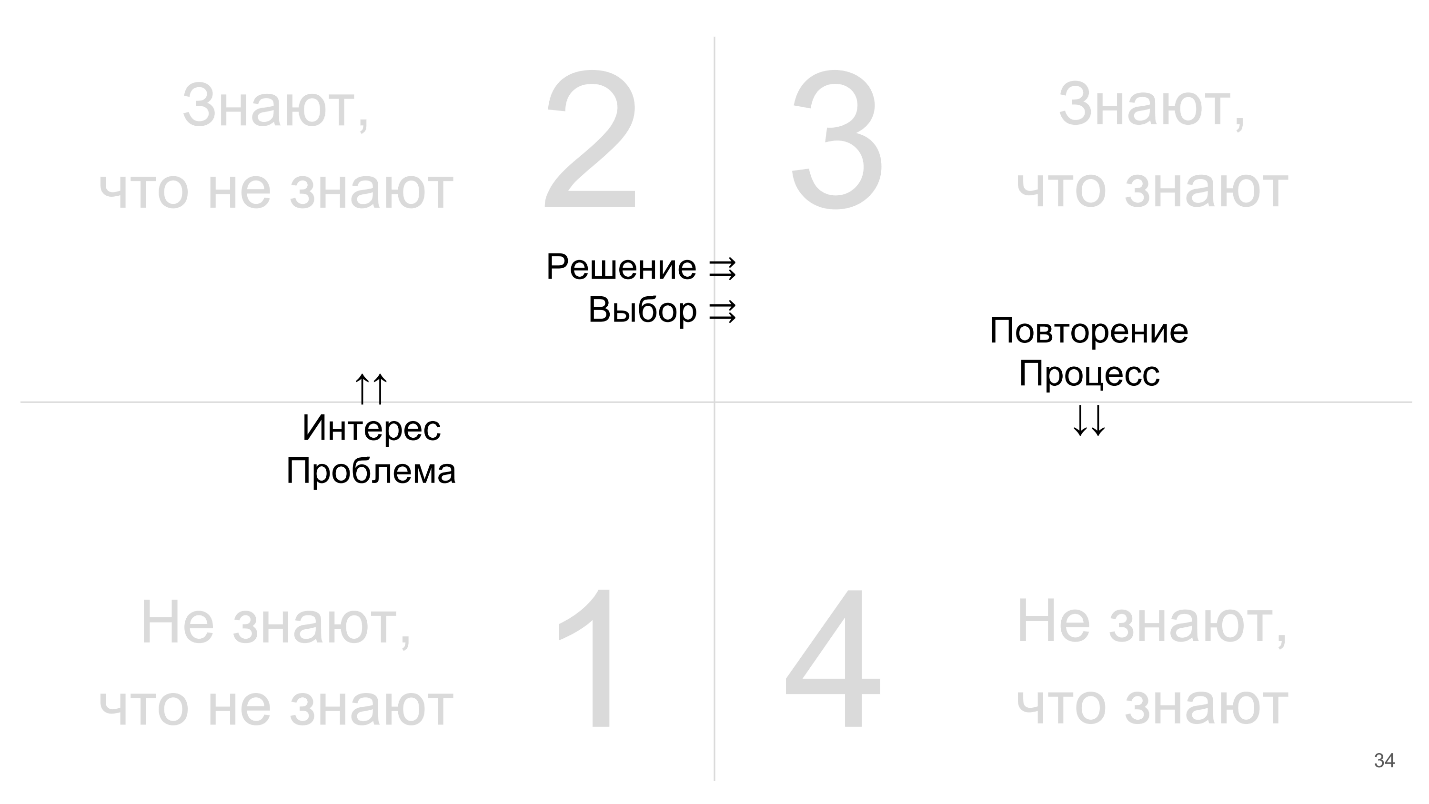 Знают,
что не знают
2
3
Знают,
что знают
Решение ⇉
Выбор ⇉
Повторение
Процесс
↓↓
↑↑
Интерес
Проблема
Не знают,
что не знают
1
4
Не знают,
что знают
34